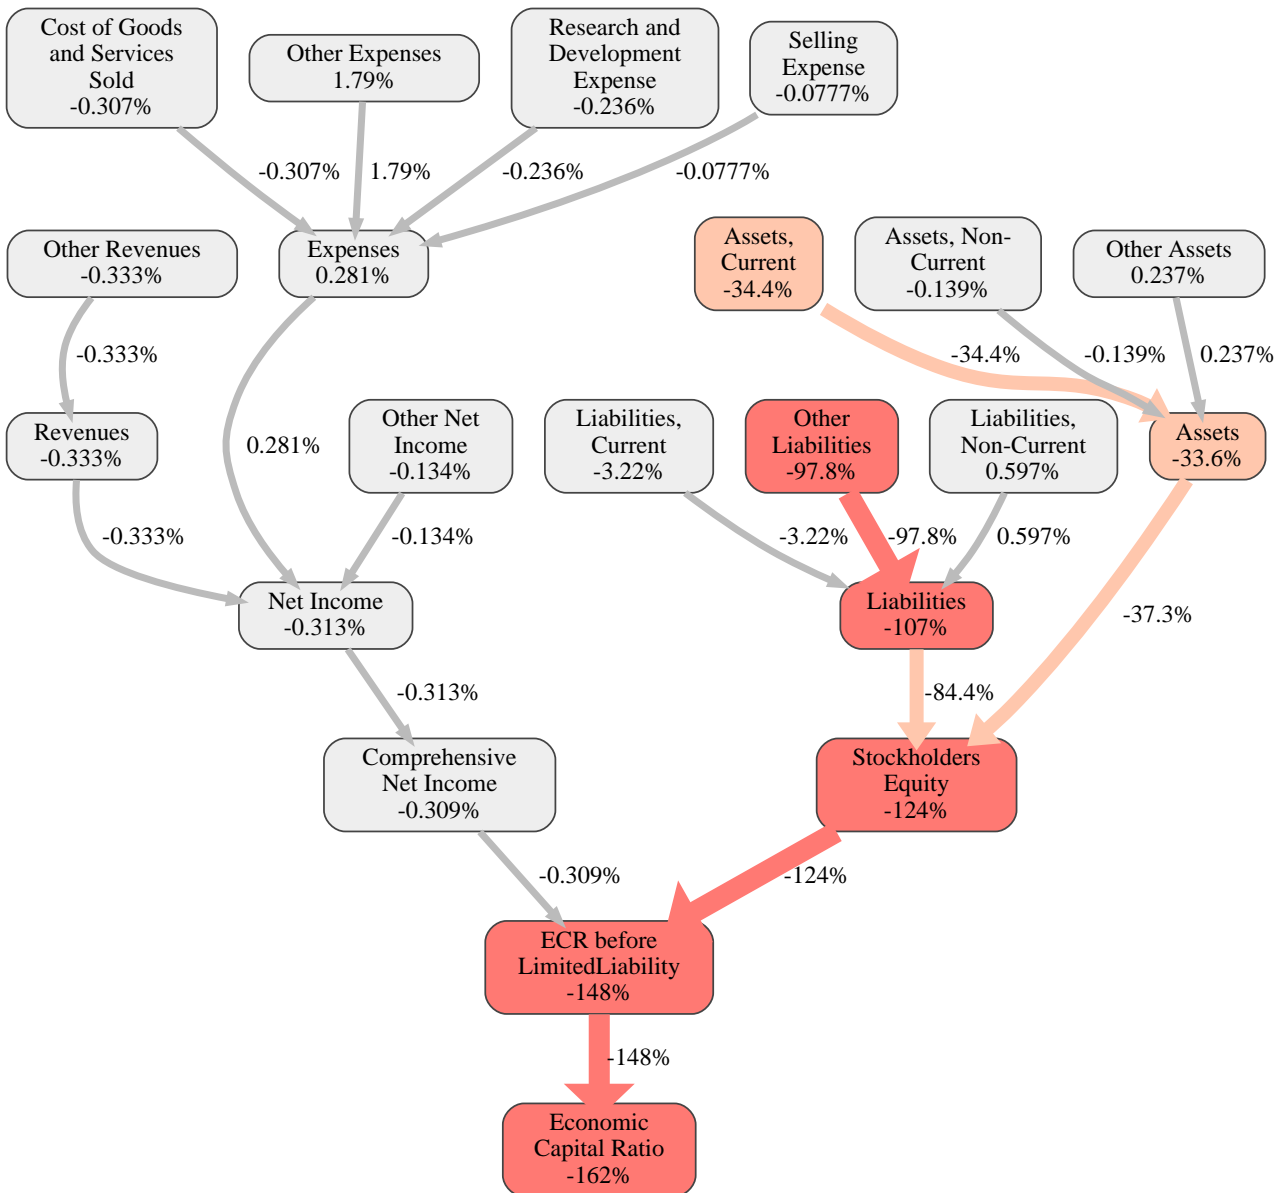 Cost of Goods
and Services
Sold
-0.307%
Other Expenses
1.79%
Research and
Development
Expense
-0.236%
Selling
Expense
-0.0777%
-0.307%
1.79%
-0.236%
-0.0777%
Other Revenues
-0.333%
Expenses
0.281%
Assets,
Current
-34.4%
Assets, Non-
Current
-0.139%
Other Assets
0.237%
-0.333%
-34.4%
-0.139%
0.237%
Revenues
-0.333%
0.281%
Other Net
Income
-0.134%
Liabilities,
Current
-3.22%
Other
Liabilities
-97.8%
Liabilities,
Non-Current
0.597%
Assets
-33.6%
-0.333%
-0.134%
-3.22%
-97.8%
0.597%
Net Income
-0.313%
Liabilities
-107%
-37.3%
-0.313%
-84.4%
Comprehensive
Net Income
-0.309%
Stockholders
Equity
-124%
-0.309%
-124%
ECR before
LimitedLiability
-148%
-148%
Economic
Capital Ratio
-162%